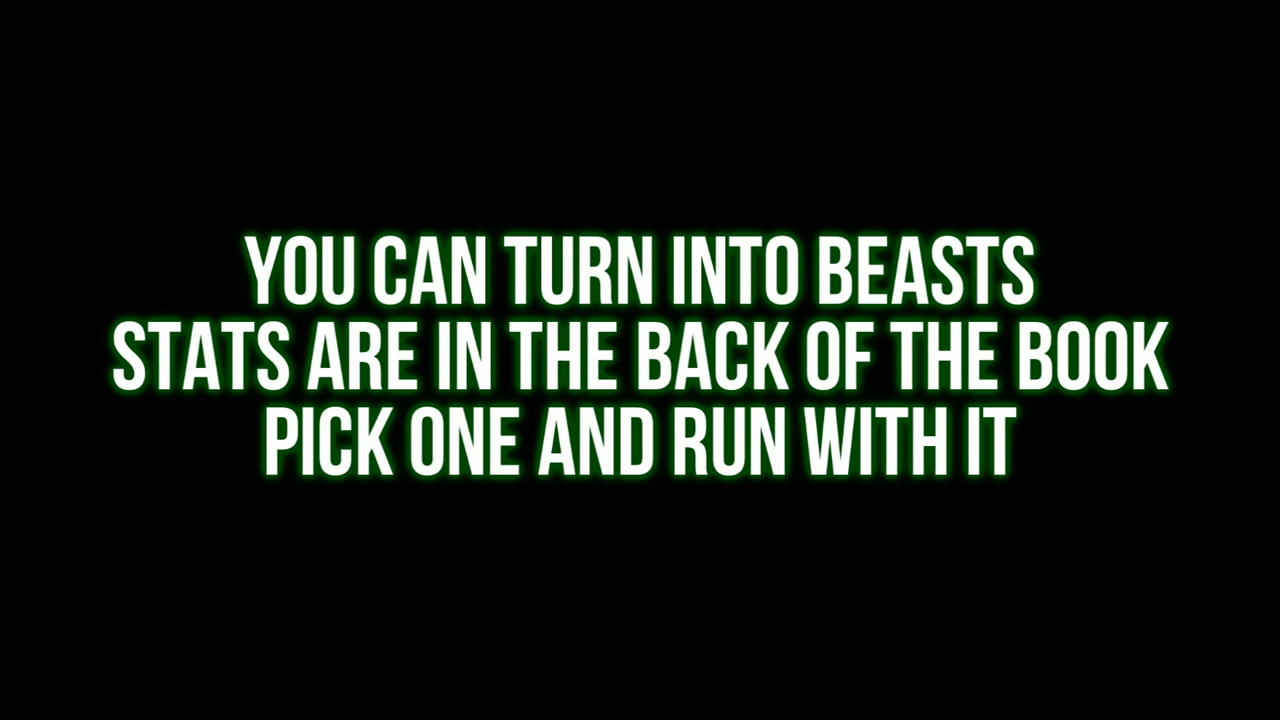 YOU CAN TURN INTO BEASTS
STATS ARE IN THE BACK OF THE BOOK
PICK ONE AND RUN WITH IT